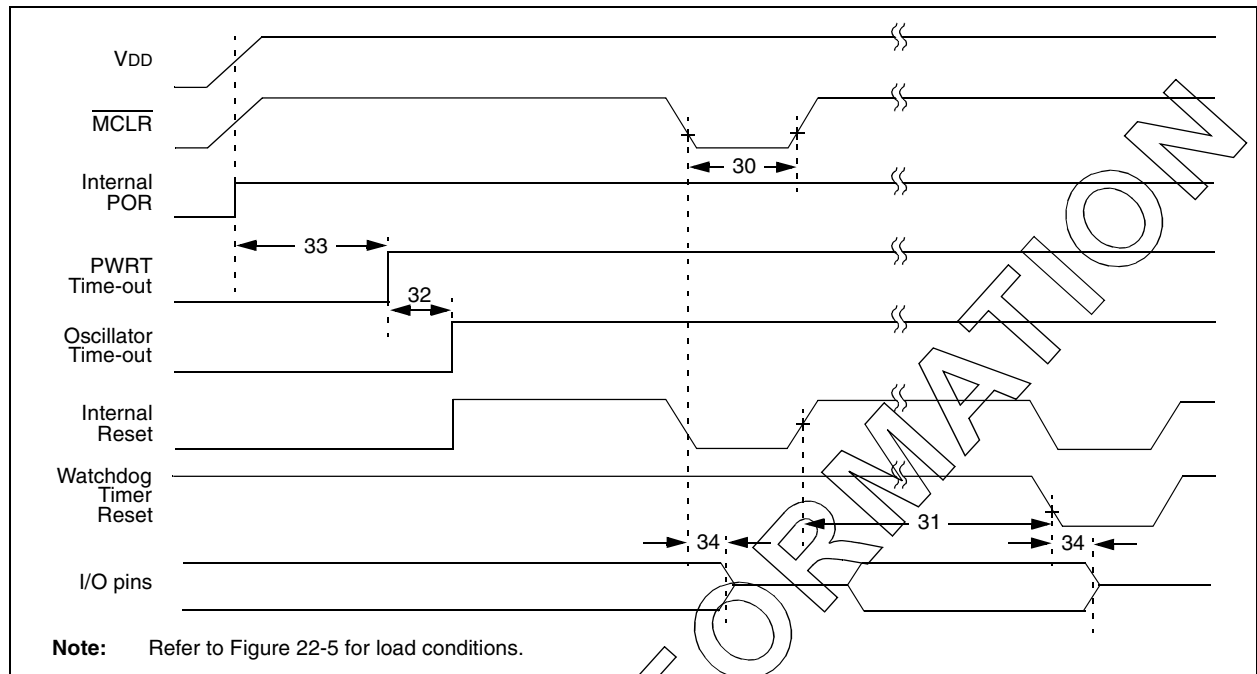 VDD
MCLR
30
Internal
POR
33
PWRT
Time-out
32
Oscillator
Time-out
Internal
Reset
Watchdog
Timer
Reset
31
34
34
I/O pins
Note: Refer to Figure 22-5 for load conditions.
FORMATION